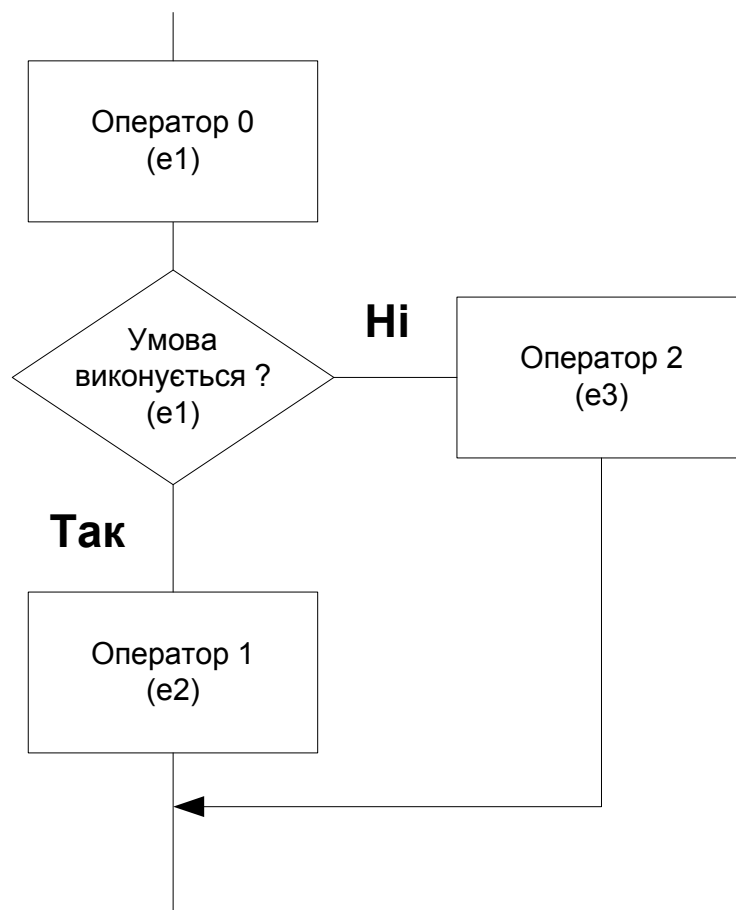 Оператор 0
(e1)
Умова
виконується ?
(e1)
Ні
Оператор 2
(e3)
Так
Оператор 1
(e2)